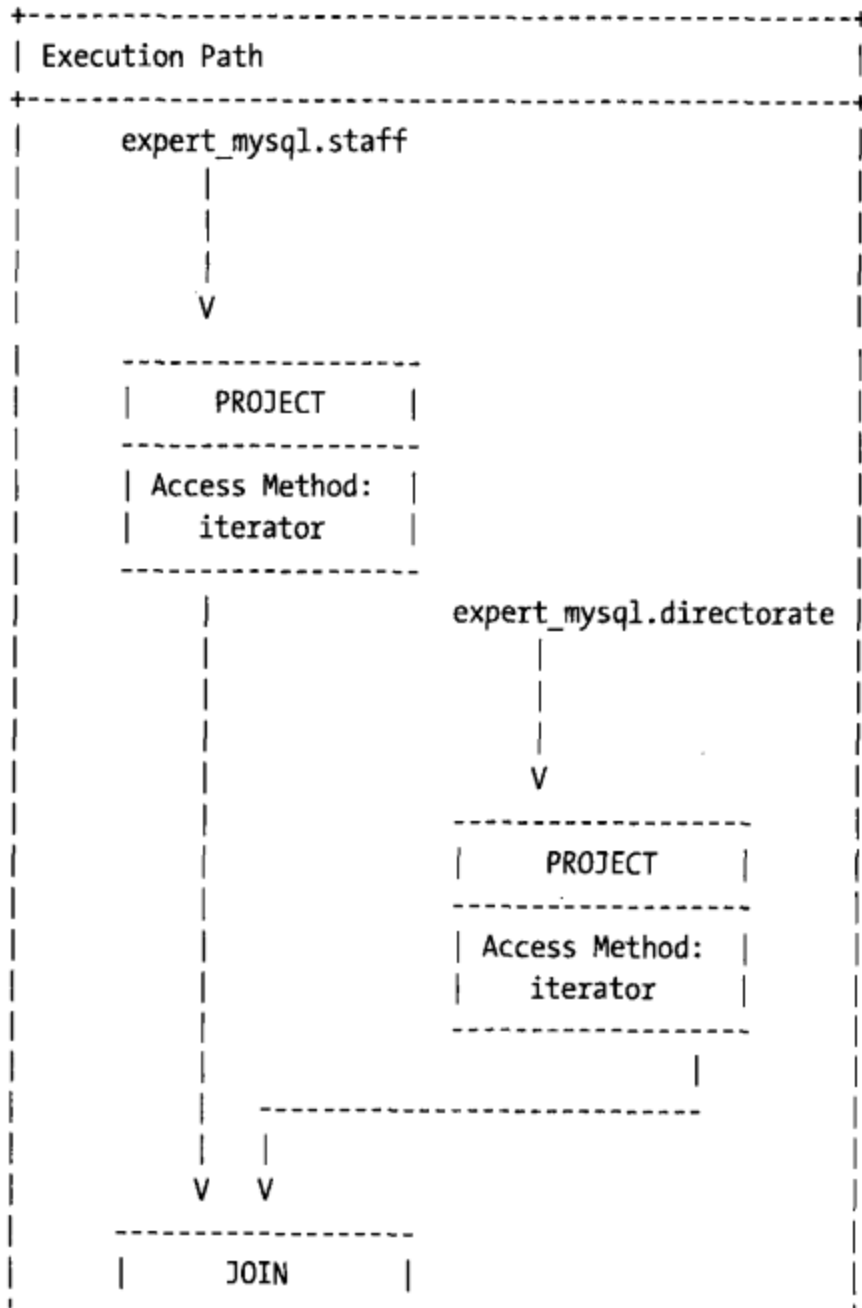 +---------------------------------------------------+
| Execution Path |
+---------------------------------------------------+
| expert_mysql.staff |
| | |
| | |
| | |
| V |
| ------------------- |
| | PROJECT | |
| ------------------- |
| | Access Method: | |
| | iterator | |
| ------------------- |
| | expert_mysql.directorate |
| | | |
| | | |
| | | |
| | V |
| | ------------------- |
| | | PROJECT | |
| | ------------------- |
| | | Access Method: | |
| | | iterator | |
| | ------------------- |
| | | |
| | ---------------------------- |
| | | |
| V V |
| ------------------- |
| | JOIN | |